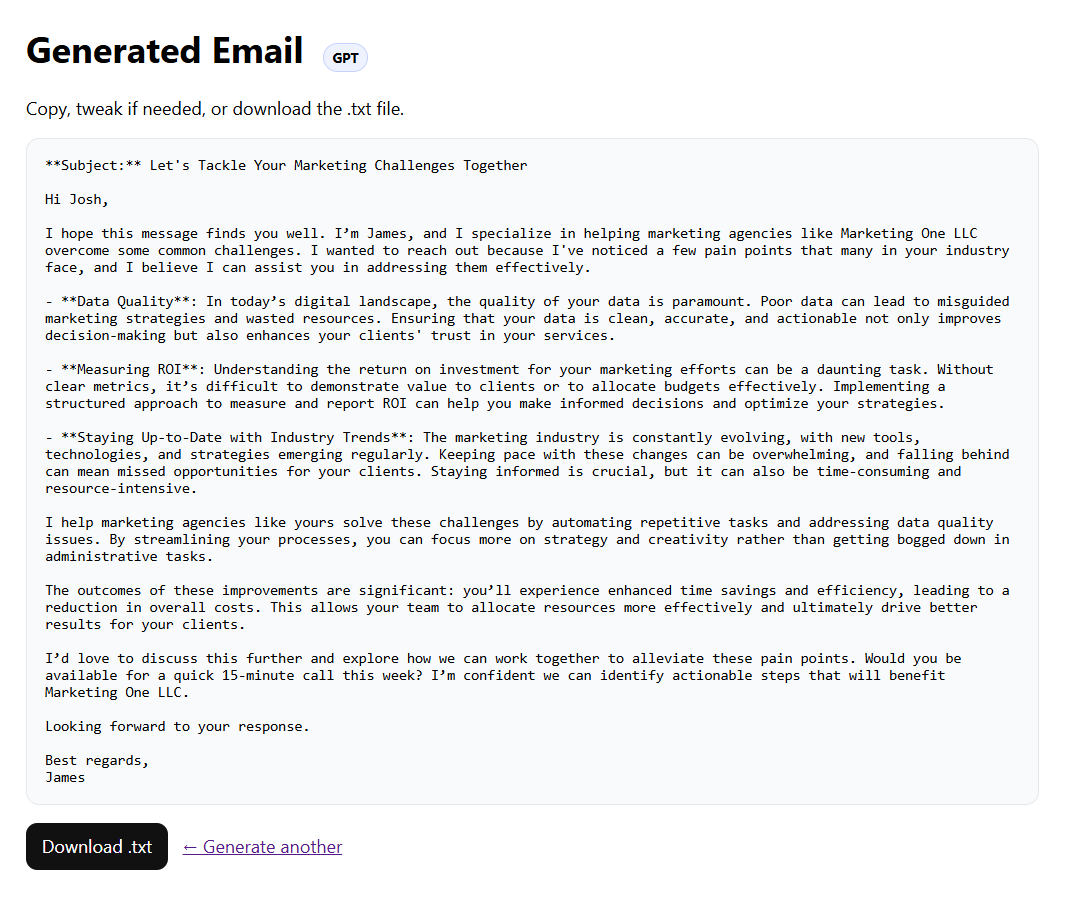 Generated Email GPT
Copy, tweak if needed, or download the .txt file.
**Subject:** Let's Tackle Your Marketing Challenges Together
Hi Josh,
I hope this message finds you well. I’m James, and I specialize in helping marketing agencies like Marketing One LLC
overcome some common challenges. I wanted to reach out because I've noticed a few pain points that many in your industry
face, and I believe I can assist you in addressing them effectively.
- **Data Quality**: In today’s digital landscape, the quality of your data is paramount. Poor data can lead to misguided
marketing strategies and wasted resources. Ensuring that your data is clean, accurate, and actionable not only improves
decision-making but also enhances your clients' trust in your services.
- **Measuring ROI**: Understanding the return on investment for your marketing efforts can be a daunting task. Without
clear metrics, it’s difficult to demonstrate value to clients or to allocate budgets effectively. Implementing a
structured approach to measure and report ROI can help you make informed decisions and optimize your strategies.
- **Staying Up-to-Date with Industry Trends**: The marketing industry is constantly evolving, with new tools,
technologies, and strategies emerging regularly. Keeping pace with these changes can be overwhelming, and falling behind
can mean missed opportunities for your clients. Staying informed is crucial, but it can also be time-consuming and
resource-intensive.
I help marketing agencies like yours solve these challenges by automating repetitive tasks and addressing data quality
issues. By streamlining your processes, you can focus more on strategy and creativity rather than getting bogged down in
administrative tasks.
The outcomes of these improvements are significant: you’ll experience enhanced time savings and efficiency, leading to a
reduction in overall costs. This allows your team to allocate resources more effectively and ultimately drive better
results for your clients.
I’d love to discuss this further and explore how we can work together to alleviate these pain points. Would you be
available for a quick 15-minute call this week? I’m confident we can identify actionable steps that will benefit
Marketing One LLC.
Looking forward to your response.
Best regards,
James
Download .txt ← Generate another